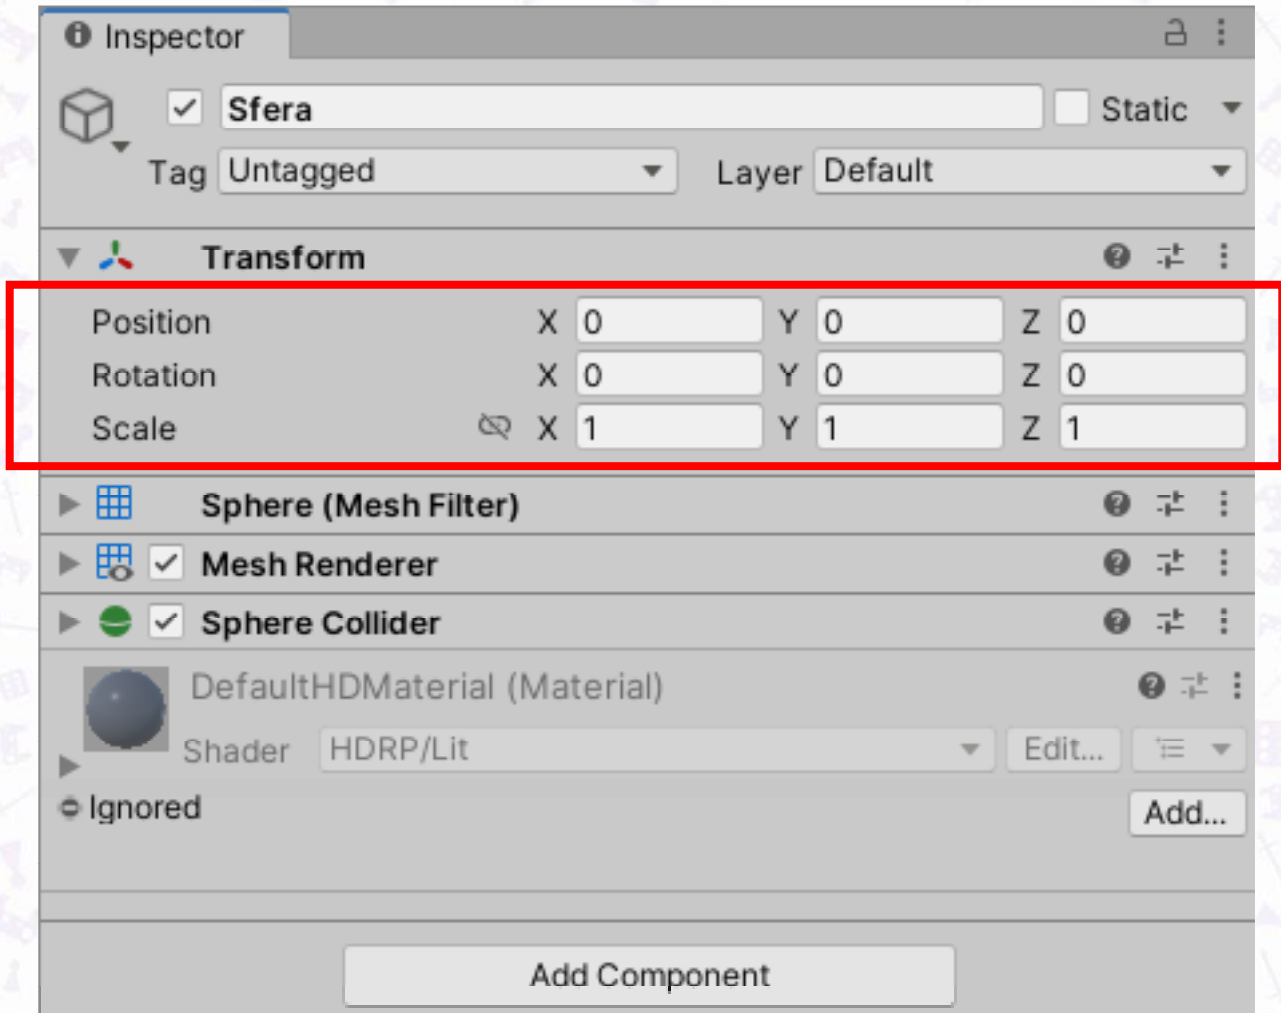 Inspector
Sfera Static
Tag Untagged Layer Default
Transform
Position X 0 Y 0 Z 0
Rotation X 0 Y 0 Z 0
Scale X 1 Y 1 Z 1
Sphere (Mesh Filter)
Mesh Renderer
Sphere Collider
DefaultHDMaterial (Material)
Shader HDRP/Lit Edit...
Ignored Add...
Add Component